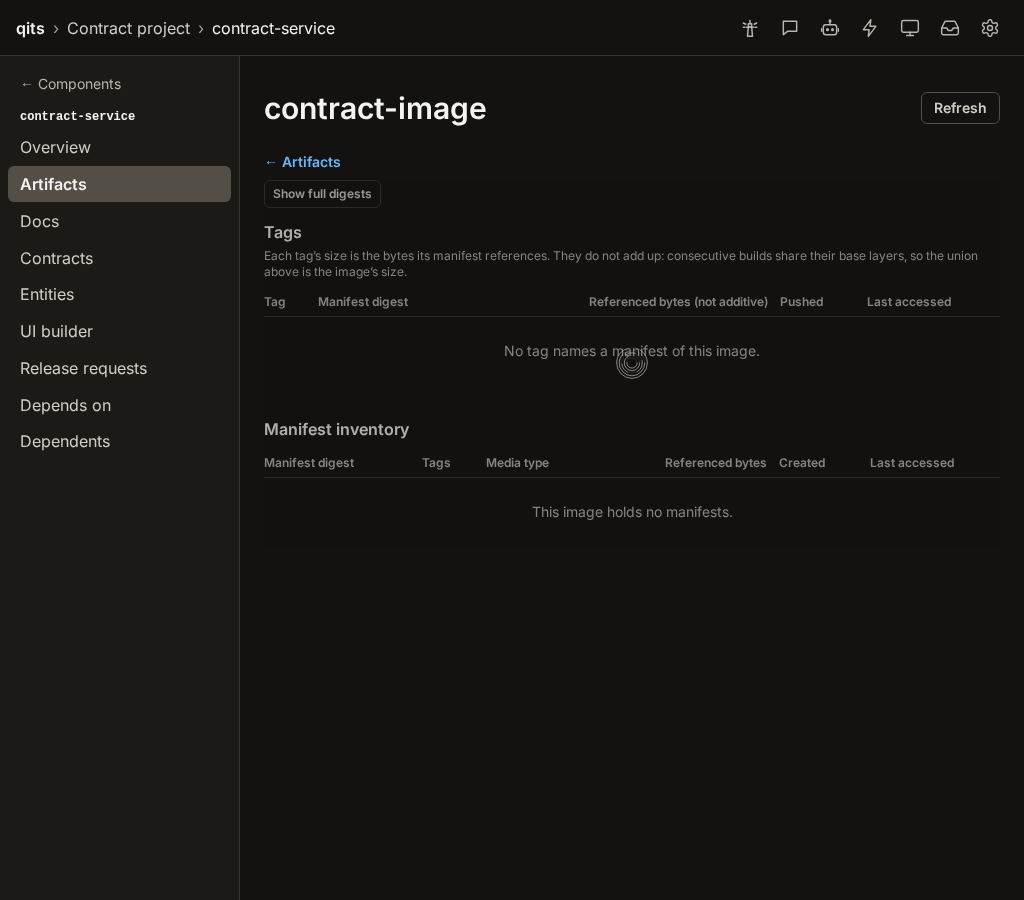 qits › Contract project › contract-service
← Components
contract-service
Overview
Artifacts
Docs
Contracts
Entities
UI builder
Release requests
Depends on
Dependents
contract-image
Refresh
← Artifacts
Show full digests
Tags
Each tag’s size is the bytes its manifest references. They do not add up: consecutive builds share their base layers, so the union
above is the image’s size.
Tag Manifest digest Referenced bytes (not additive) Pushed Last accessed
No tag names a manifest of this image.
Manifest inventory
Manifest digest Tags Media type Referenced bytes Created Last accessed
This image holds no manifests.